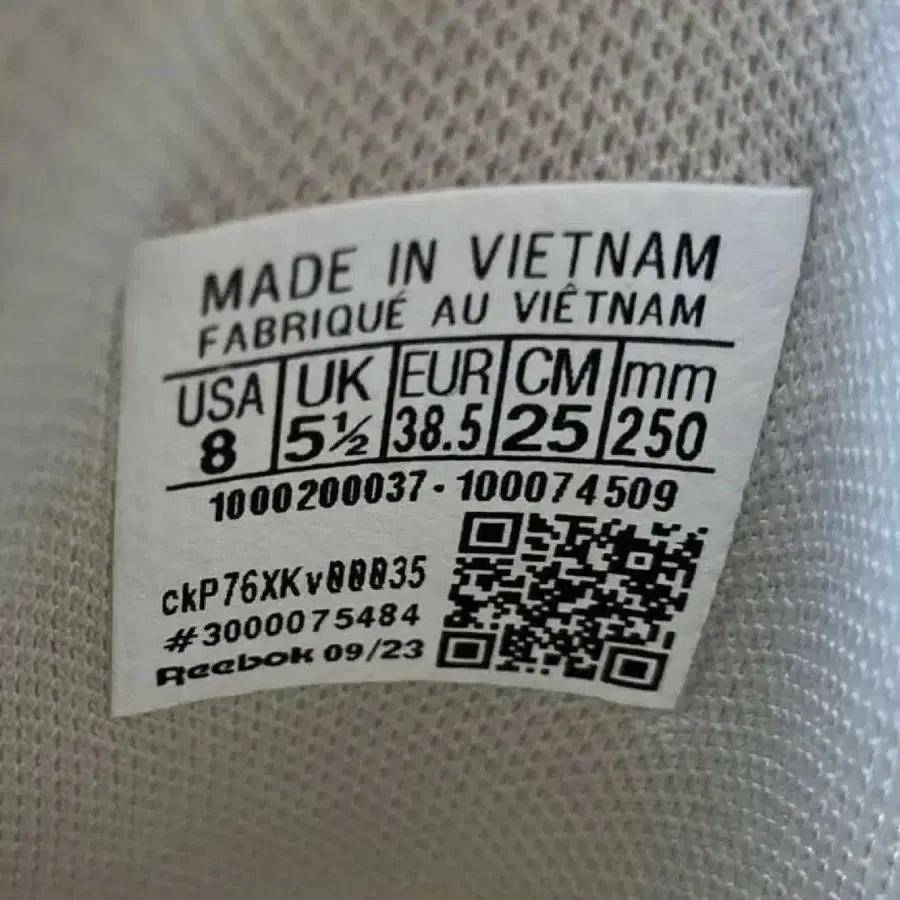 MADE IN VIETNAM
FABRIQUÉ AU VIÊTNAM
USA UK EUR CM mm
8 5½ 38.5 25 250
1000200037 - 100074509
ckP76XKv00035
#3000075484
Reebok 09/23